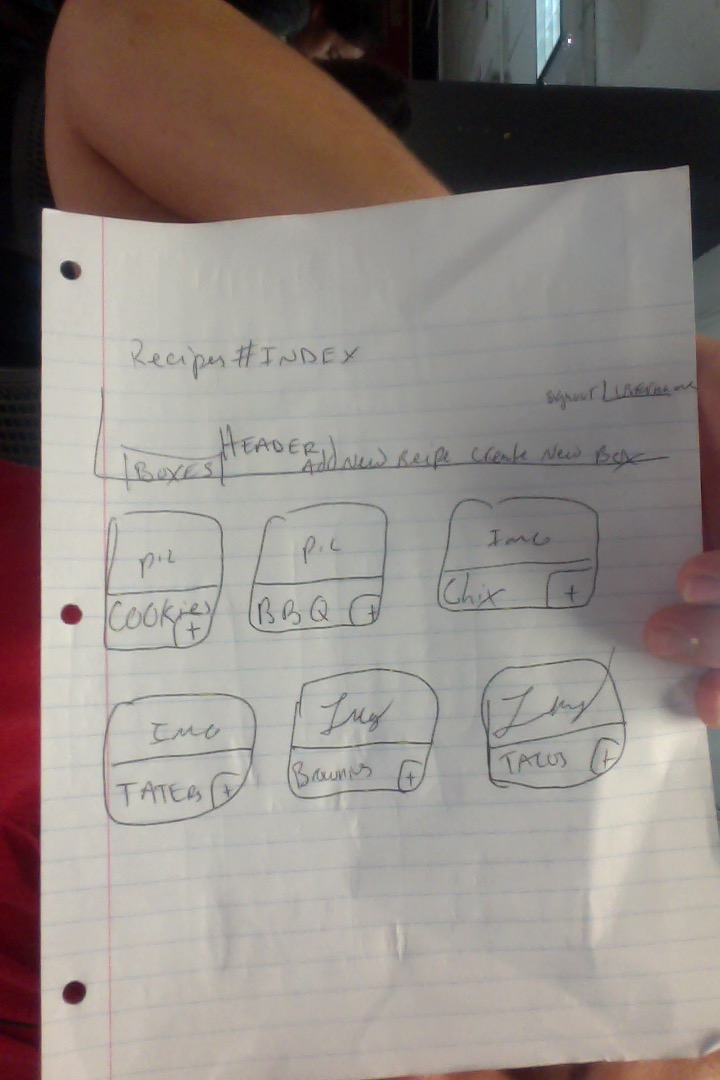 Recipes#INDEX
signout | USERname
BOXES HEADER Add New Recipe Create New Box
pic pic IMG
COOKies + BBQ + Chix +
IMG Img Img
TATERS + Brownies + TACOS +